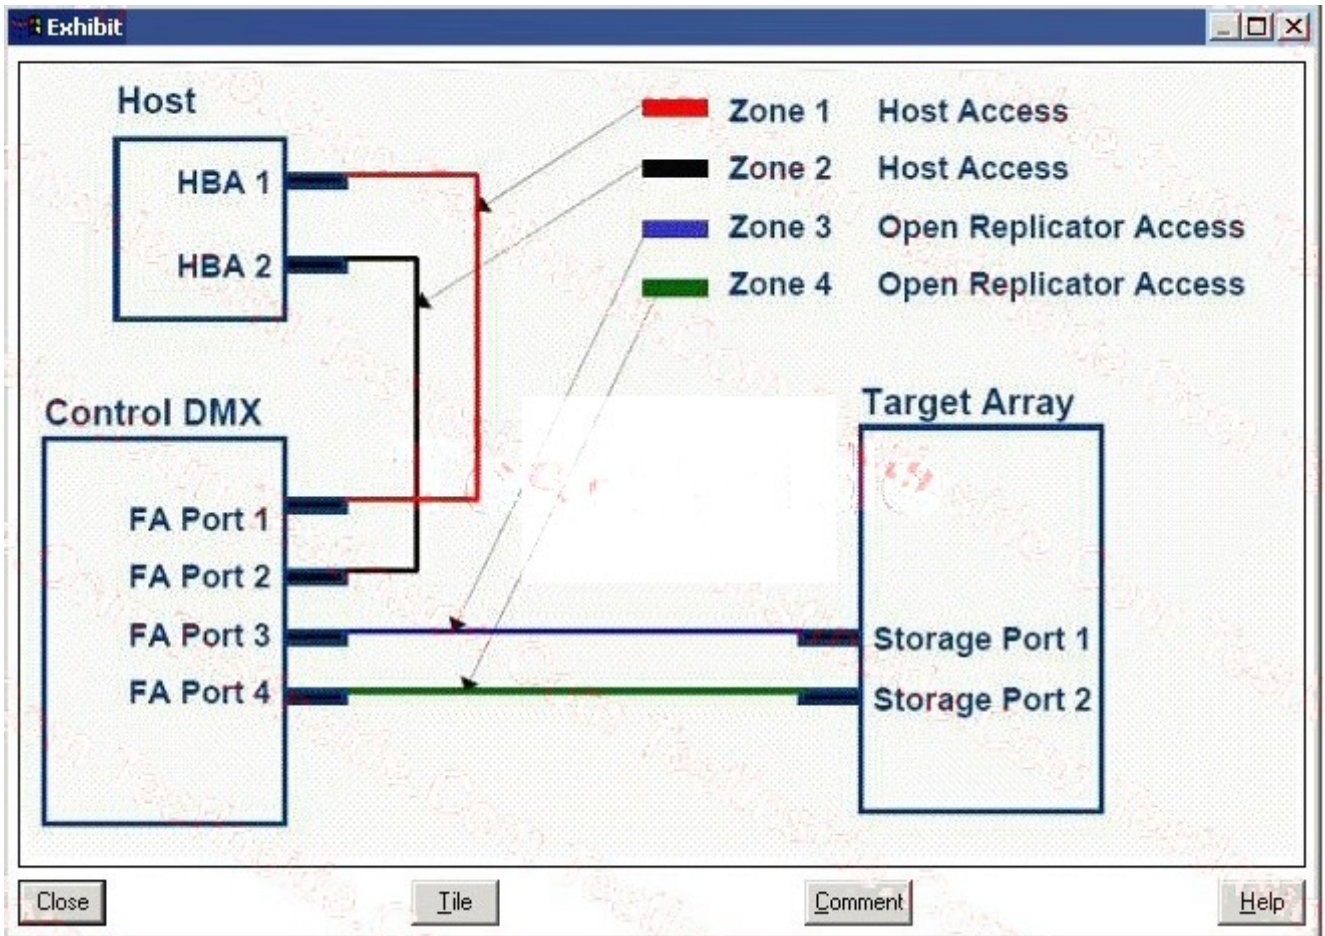 Exhibit
Host
HBA 1
HBA 2
Zone 1 Host Access
Zone 2 Host Access
Zone 3 Open Replicator Access
Zone 4 Open Replicator Access
Control DMX
FA Port 1
FA Port 2
FA Port 3
FA Port 4
Target Array
Storage Port 1
Storage Port 2
Close
Tile
Comment
Help